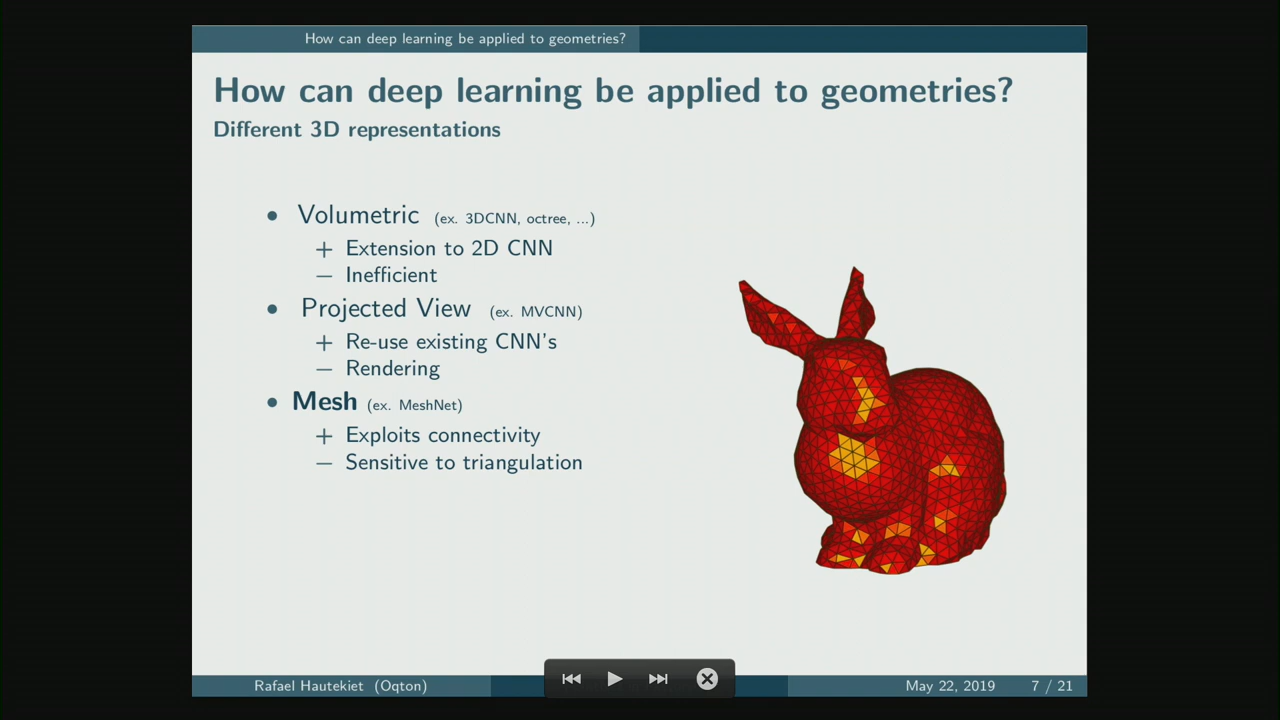 How can deep learning be applied to geometries?
How can deep learning be applied to geometries?
Different 3D representations
• Volumetric (ex. 3DCNN, octree, ...)
+ Extension to 2D CNN
− Inefficient
• Projected View (ex. MVCNN)
+ Re-use existing CNN's
− Rendering
• Mesh (ex. MeshNet)
+ Exploits connectivity
− Sensitive to triangulation
Rafael Hautekiet (Oqton) May 22, 2019 7 / 21